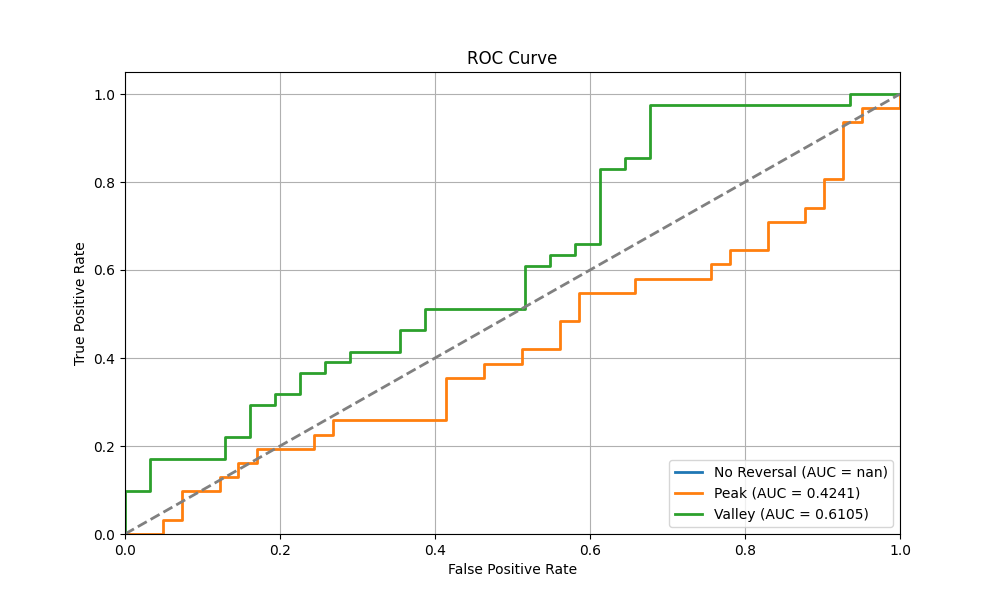 ROC Curve
True Positive Rate
1.0
0.8
0.6
0.4
0.2
0.0
No Reversal (AUC = nan)
Peak (AUC = 0.4241)
Valley (AUC = 0.6105)
0.0 0.2 0.4 0.6 0.8 1.0
False Positive Rate